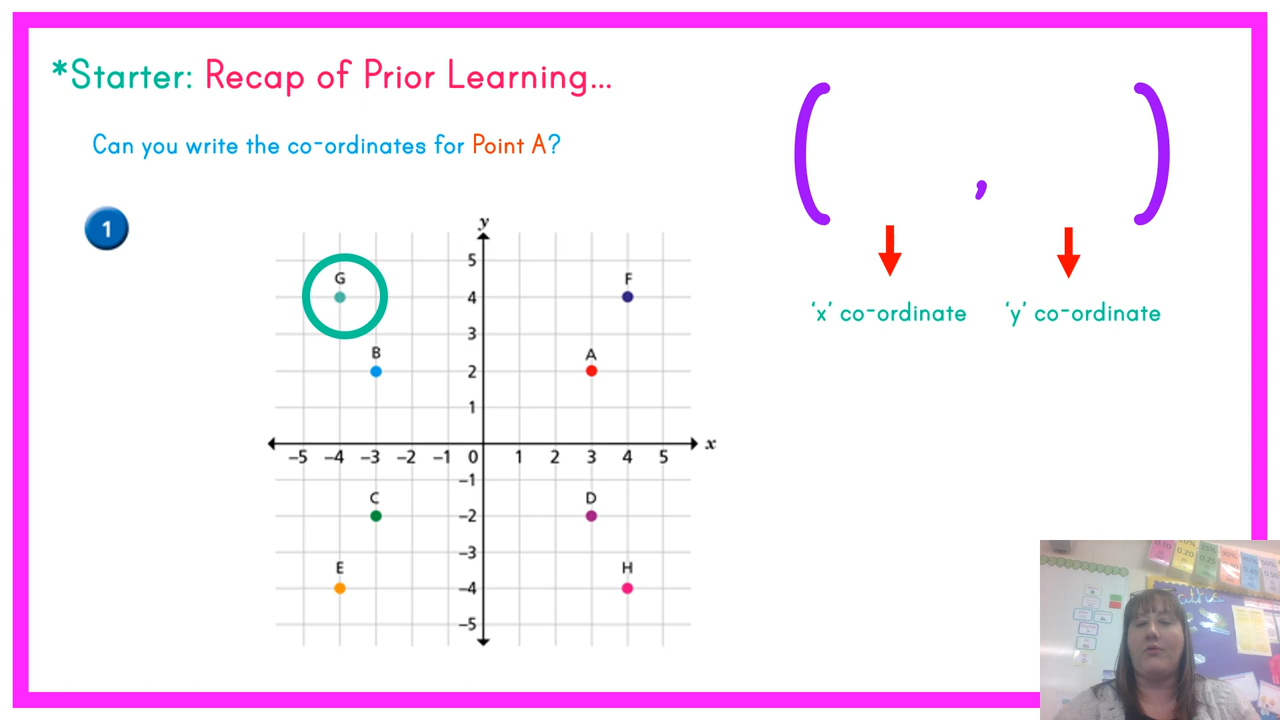 *Starter: Recap of Prior Learning...
Can you write the co-ordinates for Point A?
( , )
'x' co-ordinate 'y' co-ordinate
1
y
5
G F
4
3
B A
2
1
x
–5 –4 –3 –2 –1 0 1 2 3 4 5
–1
C D
–2
–3
E H
–4
–5